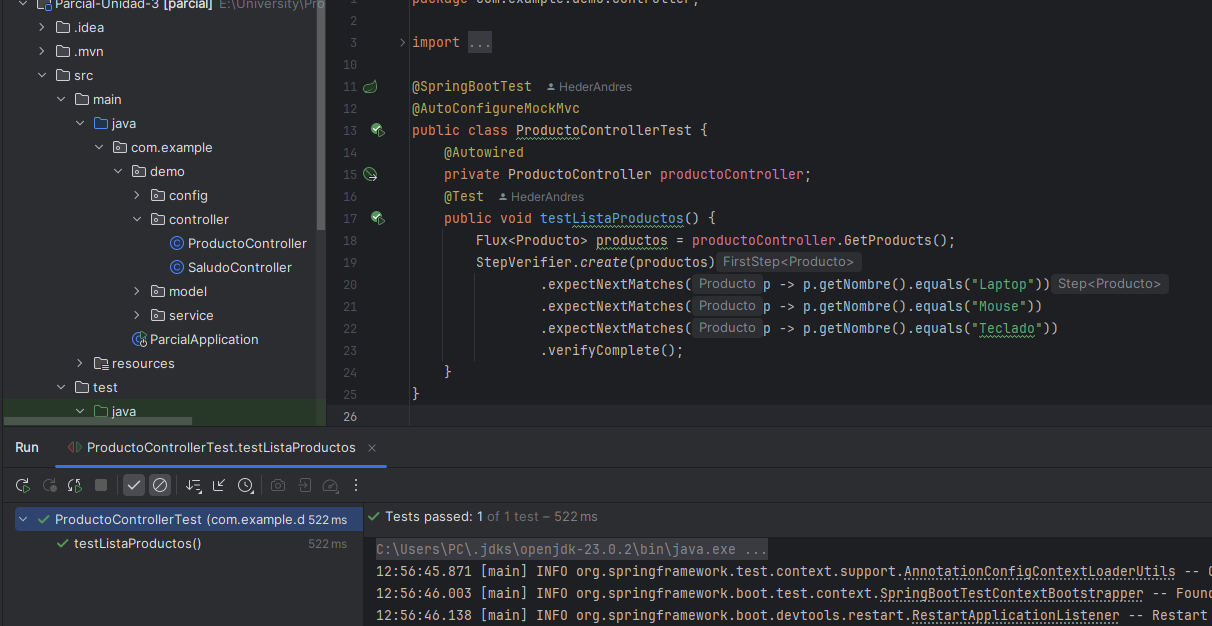 Parcial-Unidad-3 [parcial] E:\University\Pro
.idea
.mvn
src
main
java
com.example
demo
config
controller
ProductoController
SaludoController
model
service
ParcialApplication
resources
test
java
package com.example.demo.controller;
2
3 import ...
10
11 @SpringBootTest HederAndres
12 @AutoConfigureMockMvc
13 public class ProductoControllerTest {
14 @Autowired
15 private ProductoController productoController;
16 @Test HederAndres
17 public void testListaProductos() {
18 Flux<Producto> productos = productoController.GetProducts();
19 StepVerifier.create(productos) FirstStep<Producto>
20 .expectNextMatches( Producto p -> p.getNombre().equals("Laptop")) Step<Producto>
21 .expectNextMatches( Producto p -> p.getNombre().equals("Mouse"))
22 .expectNextMatches( Producto p -> p.getNombre().equals("Teclado"))
23 .verifyComplete();
24 }
25 }
26
Run ProductoControllerTest.testListaProductos
ProductoControllerTest (com.example.d 522 ms
testListaProductos() 522 ms
Tests passed: 1 of 1 test – 522 ms
C:\Users\PC\.jdks\openjdk-23.0.2\bin\java.exe ...
12:56:45.871 [main] INFO org.springframework.test.context.support.AnnotationConfigContextLoaderUtils --
12:56:46.003 [main] INFO org.springframework.boot.test.context.SpringBootTestContextBootstrapper -- Foun
12:56:46.138 [main] INFO org.springframework.boot.devtools.restart.RestartApplicationListener -- Restart